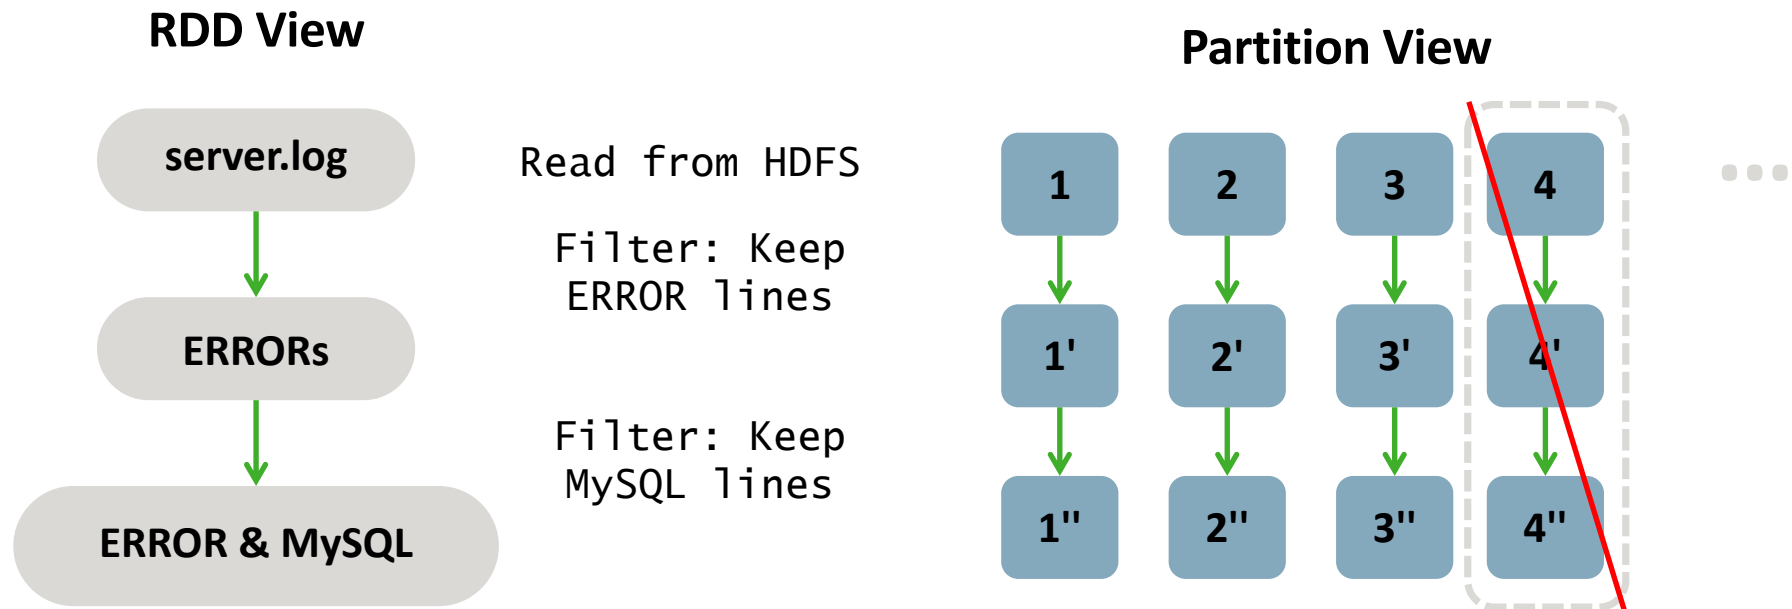 RDD View
server.log
ERRORs
ERROR & MySQL
Read from HDFS
Filter: Keep
ERROR lines
Filter: Keep
MySQL lines
Partition View
1 2 3 4 ...
1' 2' 3' 4'
1" 2" 3" 4"